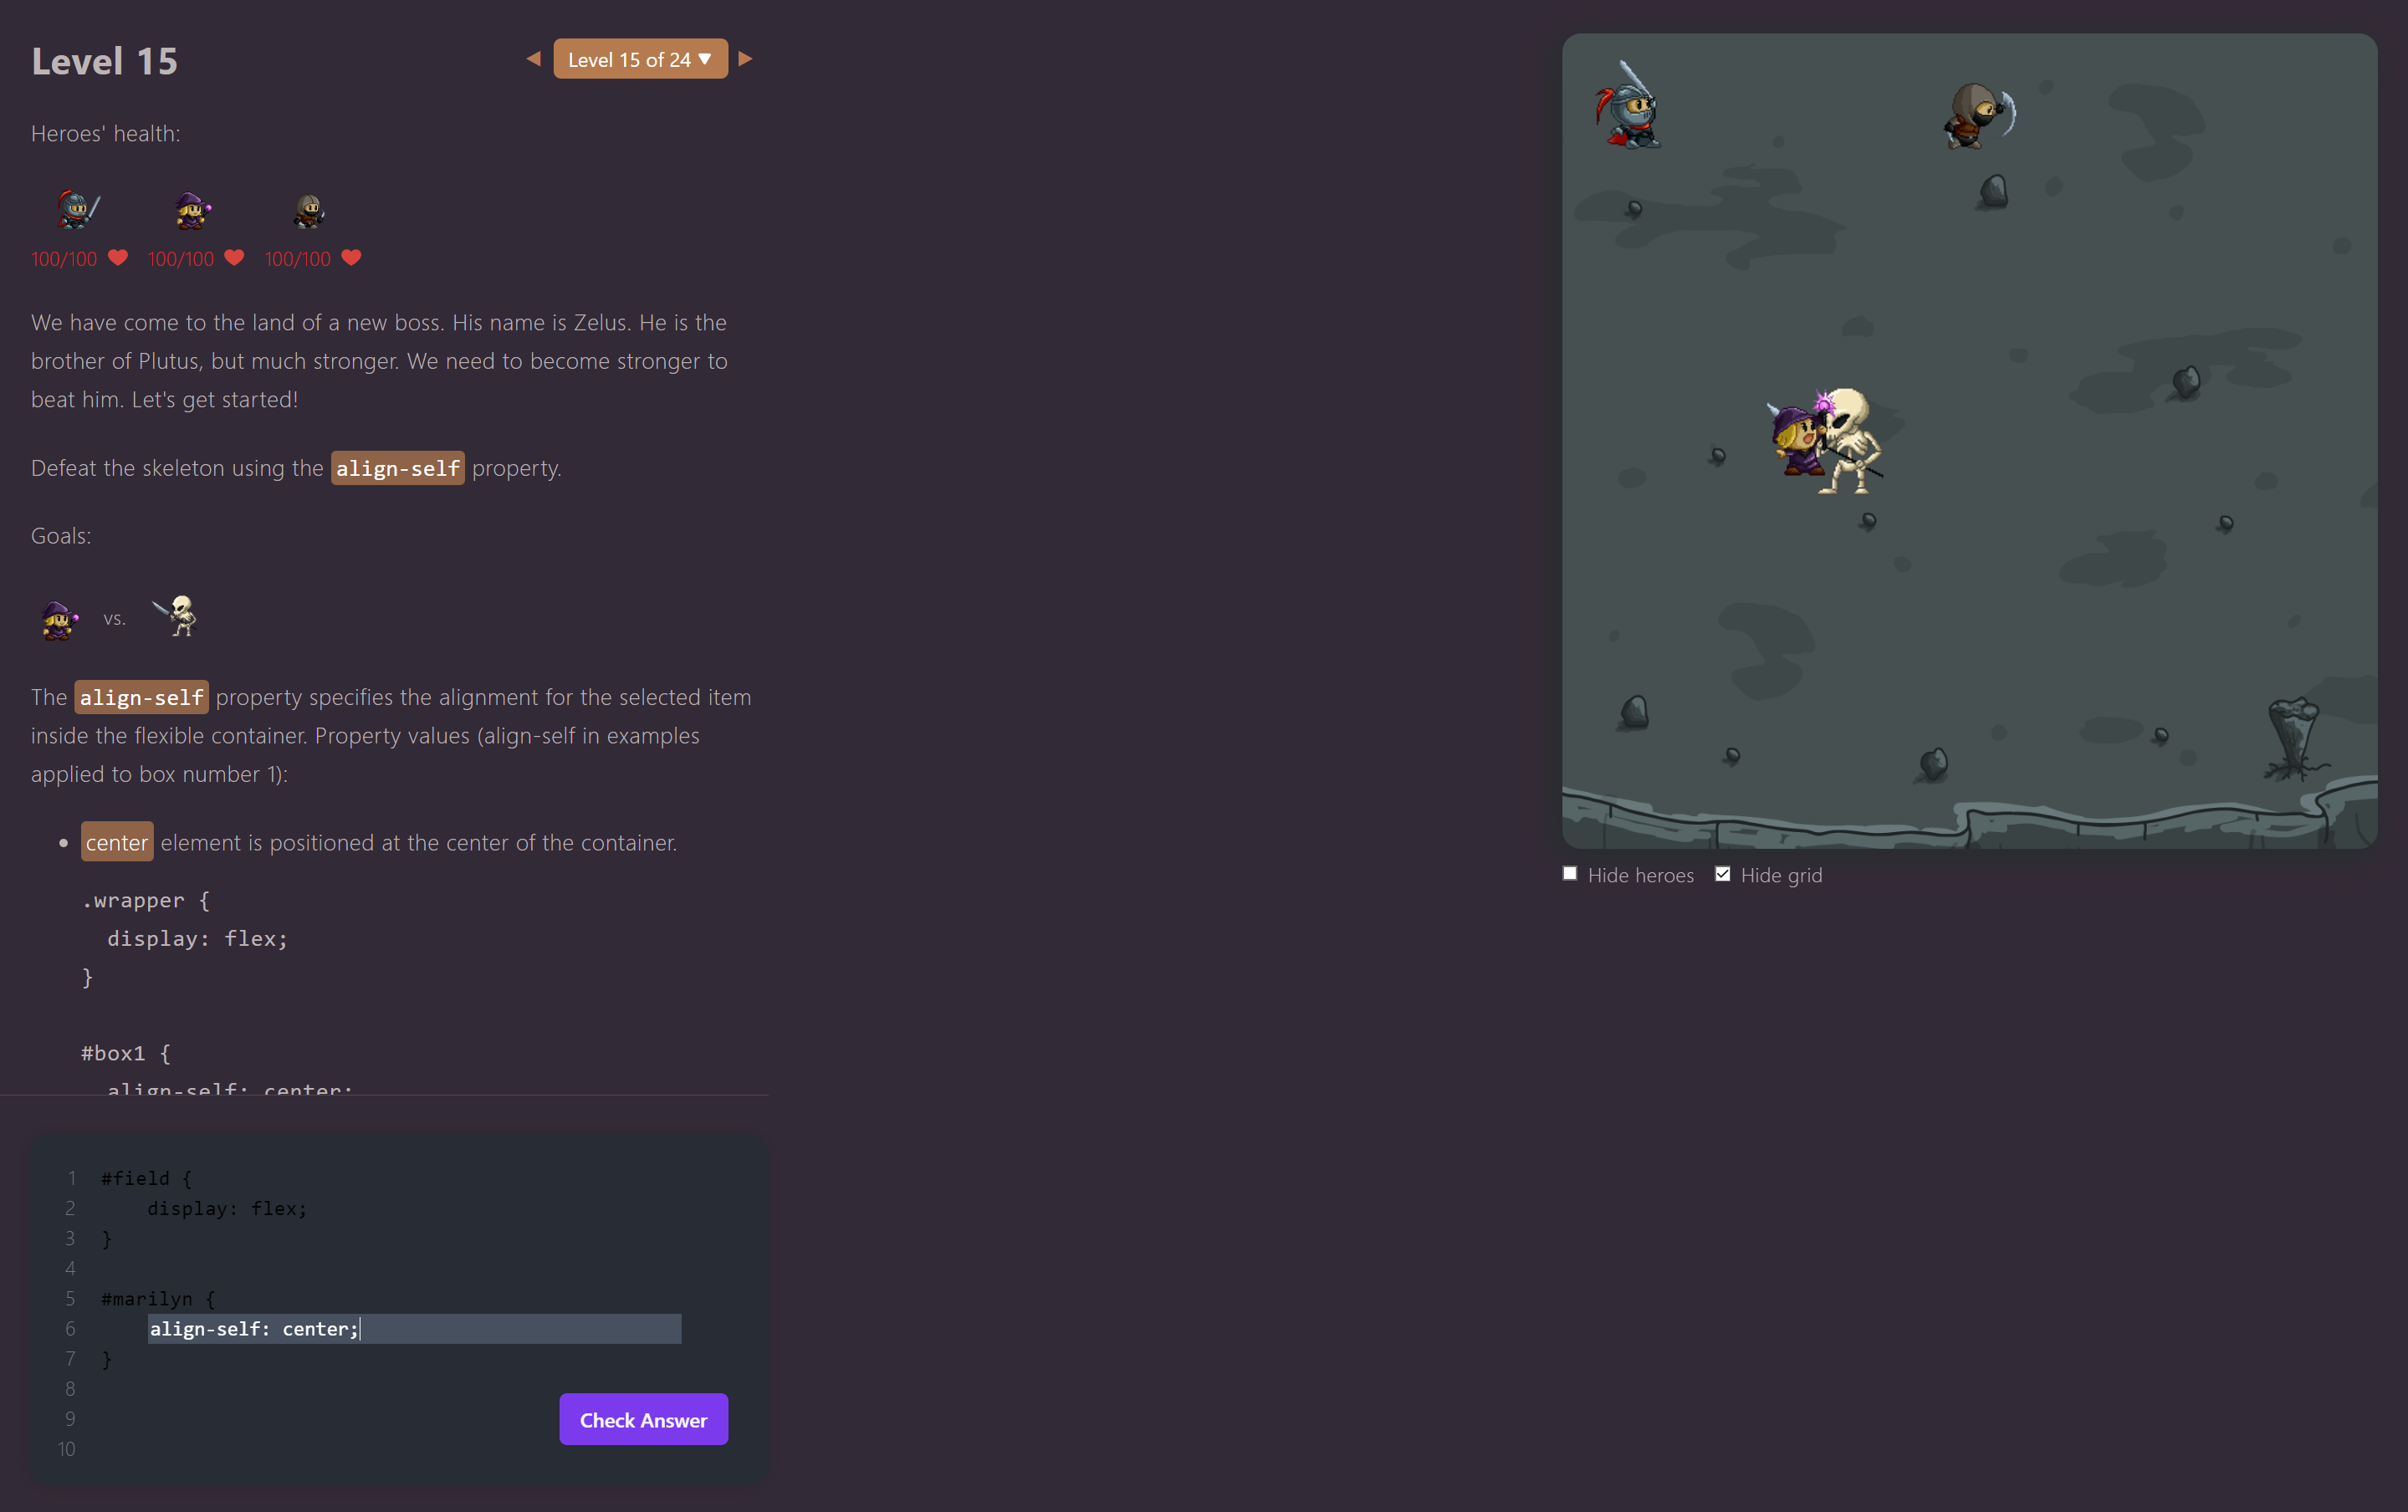 Level 15
Level 15 of 24 ▼
Heroes' health:
100/100 100/100 100/100
We have come to the land of a new boss. His name is Zelus. He is the
brother of Plutus, but much stronger. We need to become stronger to
beat him. Let's get started!
Defeat the skeleton using the align-self property.
Goals:
vs.
The align-self property specifies the alignment for the selected item
inside the flexible container. Property values (align-self in examples
applied to box number 1):
• center element is positioned at the center of the container.
.wrapper {
display: flex;
}
#box1 {
align-self: center;
1 #field {
2 display: flex;
3 }
4
5 #marilyn {
6 align-self: center;
7 }
8
9
10
Check Answer
Hide heroes Hide grid